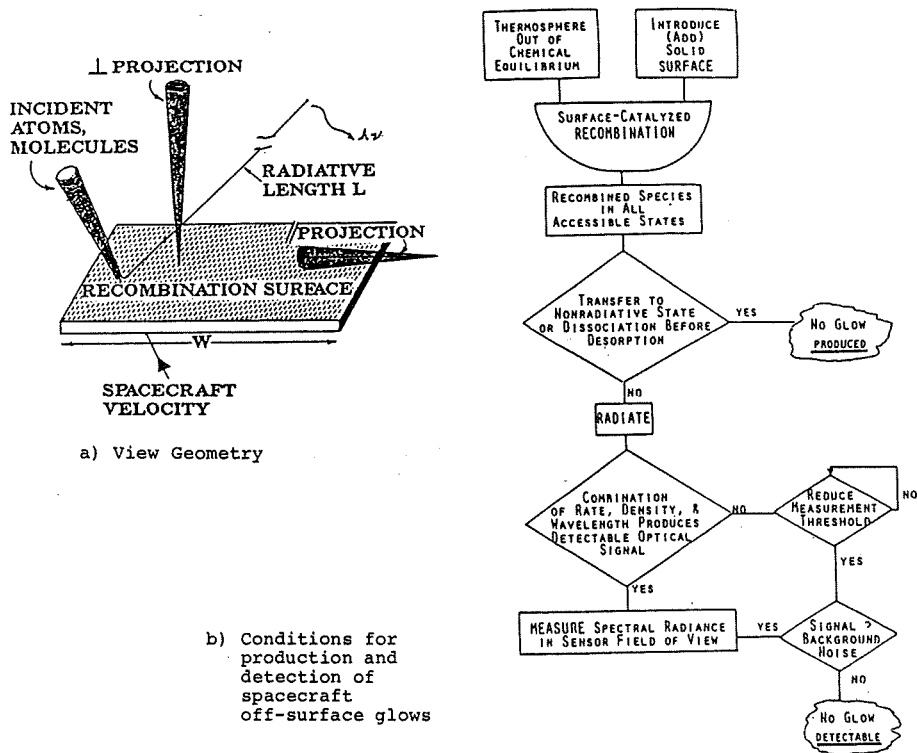 ⊥ PROJECTION
INCIDENT
ATOMS,
MOLECULES
hν
RADIATIVE
LENGTH L
// PROJECTION
RECOMBINATION SURFACE
W
SPACECRAFT
VELOCITY
a) View Geometry
THERMOSPHERE
OUT OF
CHEMICAL
EQUILIBRIUM
INTRODUCE
(ADD)
SOLID
SURFACE
SURFACE-CATALYZED
RECOMBINATION
RECOMBINED SPECIES
IN ALL
ACCESSIBLE STATES
TRANSFER TO
NONRADIATIVE STATE
OR DISSOCIATION BEFORE
DESORPTION
YES
NO GLOW
PRODUCED
NO
RADIATE
COMBINATION
OF RATE, DENSITY, &
WAVELENGTH PRODUCES
DETECTABLE OPTICAL
SIGNAL
NO
REDUCE
MEASUREMENT
THRESHOLD
NO
YES
YES
MEASURE SPECTRAL RADIANCE
IN SENSOR FIELD OF VIEW
YES
SIGNAL >
BACKGROUND
NOISE
NO
NO GLOW
DETECTABLE
b) Conditions for
production and
detection of
spacecraft
off-surface glows